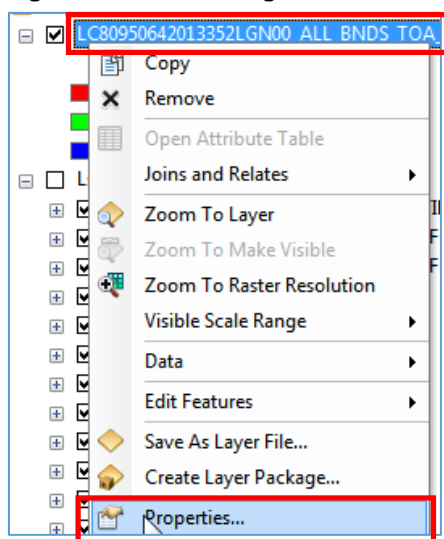 LC80950642013352LGN00_ALL_BNDS_TOA_
Copy
Remove
Open Attribute Table
L
Joins and Relates
Zoom To Layer
Zoom To Make Visible
Zoom To Raster Resolution
Visible Scale Range
Data
Edit Features
Save As Layer File...
Create Layer Package...
Properties...